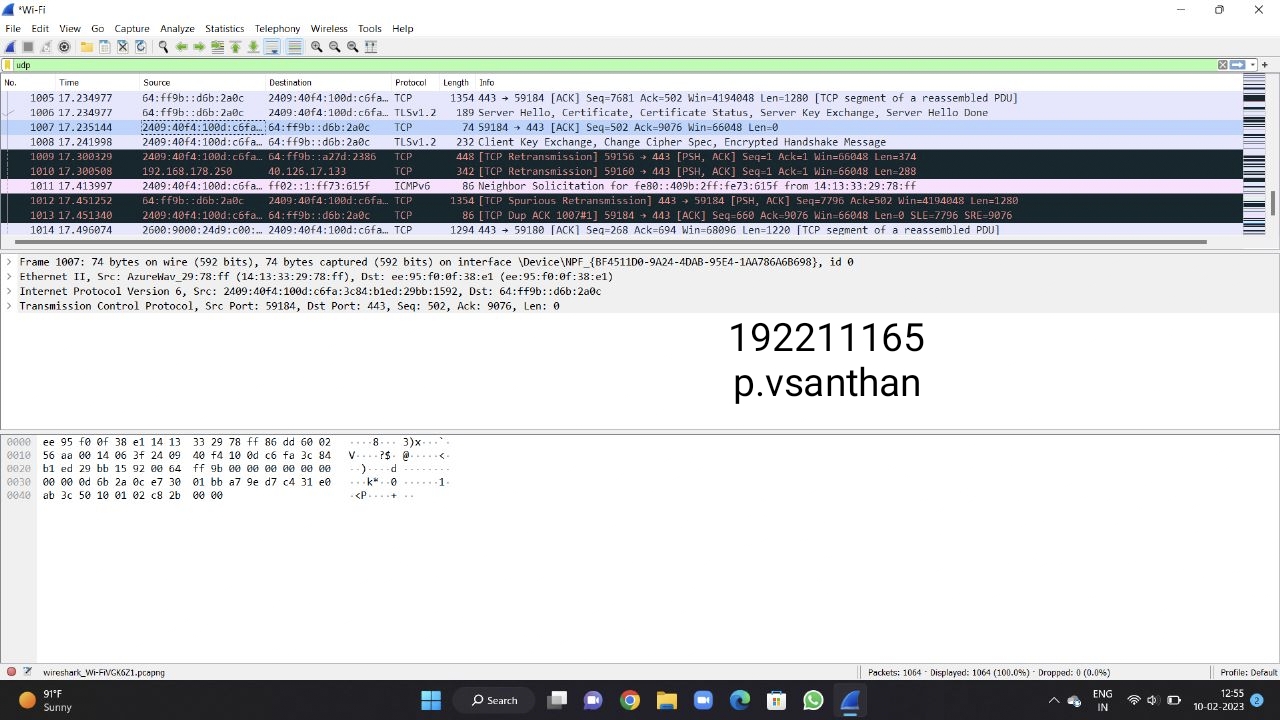 *Wi-Fi
File Edit View Go Capture Analyze Statistics Telephony Wireless Tools Help
udp
No. Time Source Destination Protocol Length Info
1005 17.234977 64:ff9b::d6b:2a0c 2409:40f4:100d:c6fa… TCP 1354 443 → 59184 [ACK] Seq=7681 Ack=502 Win=4194048 Len=1280 [TCP segment of a reassembled PDU]
1006 17.234977 64:ff9b::d6b:2a0c 2409:40f4:100d:c6fa… TLSv1.2 189 Server Hello, Certificate, Certificate Status, Server Key Exchange, Server Hello Done
1007 17.235144 2409:40f4:100d:c6fa… 64:ff9b::d6b:2a0c TCP 74 59184 → 443 [ACK] Seq=502 Ack=9076 Win=66048 Len=0
1008 17.241998 2409:40f4:100d:c6fa… 64:ff9b::d6b:2a0c TLSv1.2 232 Client Key Exchange, Change Cipher Spec, Encrypted Handshake Message
1009 17.300329 2409:40f4:100d:c6fa… 64:ff9b::a27d:2386 TCP 448 [TCP Retransmission] 59156 → 443 [PSH, ACK] Seq=1 Ack=1 Win=66048 Len=374
1010 17.300508 192.168.178.250 40.126.17.133 TCP 342 [TCP Retransmission] 59160 → 443 [PSH, ACK] Seq=1 Ack=1 Win=66048 Len=288
1011 17.413997 2409:40f4:100d:c6fa… ff02::1:ff73:615f ICMPv6 86 Neighbor Solicitation for fe80::409b:2ff:fe73:615f from 14:13:33:29:78:ff
1012 17.451252 64:ff9b::d6b:2a0c 2409:40f4:100d:c6fa… TCP 1354 [TCP Spurious Retransmission] 443 → 59184 [PSH, ACK] Seq=7796 Ack=502 Win=4194048 Len=1280
1013 17.451340 2409:40f4:100d:c6fa… 64:ff9b::d6b:2a0c TCP 86 [TCP Dup ACK 1007#1] 59184 → 443 [ACK] Seq=660 Ack=9076 Win=66048 Len=0 SLE=7796 SRE=9076
1014 17.496074 2600:9000:24d9:c00:… 2409:40f4:100d:c6fa… TCP 1294 443 → 59180 [ACK] Seq=268 Ack=694 Win=68096 Len=1220 [TCP segment of a reassembled PDU]
Frame 1007: 74 bytes on wire (592 bits), 74 bytes captured (592 bits) on interface \Device\NPF_{BF4511D0-9A24-4DAB-95E4-1AA786A6B698}, id 0
Ethernet II, Src: AzureWav_29:78:ff (14:13:33:29:78:ff), Dst: ee:95:f0:0f:38:e1 (ee:95:f0:0f:38:e1)
Internet Protocol Version 6, Src: 2409:40f4:100d:c6fa:3c84:b1ed:29bb:1592, Dst: 64:ff9b::d6b:2a0c
Transmission Control Protocol, Src Port: 59184, Dst Port: 443, Seq: 502, Ack: 9076, Len: 0
192211165
p.vsanthan
0000 ee 95 f0 0f 38 e1 14 13 33 29 78 ff 86 dd 60 02 ····8··· 3)x···`·
0010 56 aa 00 14 06 3f 24 09 40 f4 10 0d c6 fa 3c 84 V····?$· @·····<·
0020 b1 ed 29 bb 15 92 00 64 ff 9b 00 00 00 00 00 00 ··)····d ········
0030 00 00 0d 6b 2a 0c e7 30 01 bb a7 9e d7 c4 31 e0 ···k*··0 ······1·
0040 ab 3c 50 10 01 02 c8 2b 00 00 ·<P····+ ··
wireshark_Wi-FiVGK6Z1.pcapng Packets: 1064 · Displayed: 1064 (100.0%) · Dropped: 0 (0.0%) Profile: Default
91°F
Sunny
Search
ENG
IN
12:55
10-02-2023
2